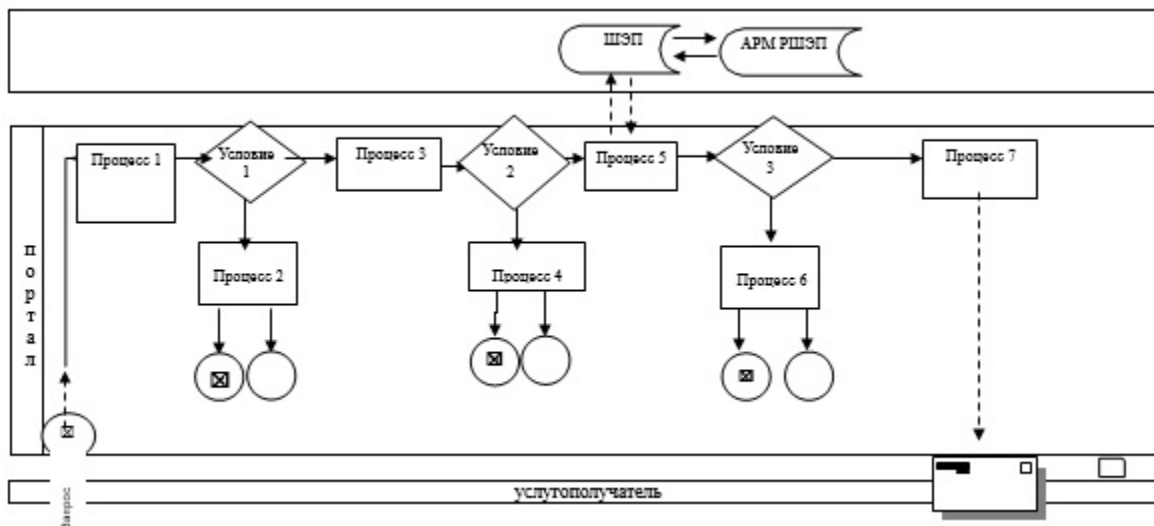 ШЭП
АРМ РШЭП
Процесс 1
Условие
1
Процесс 3
Условие
2
Процесс 5
Условие
3
Процесс 7
Процесс 2
Процесс 4
Процесс 6
портал
Запрос
услугополучатель